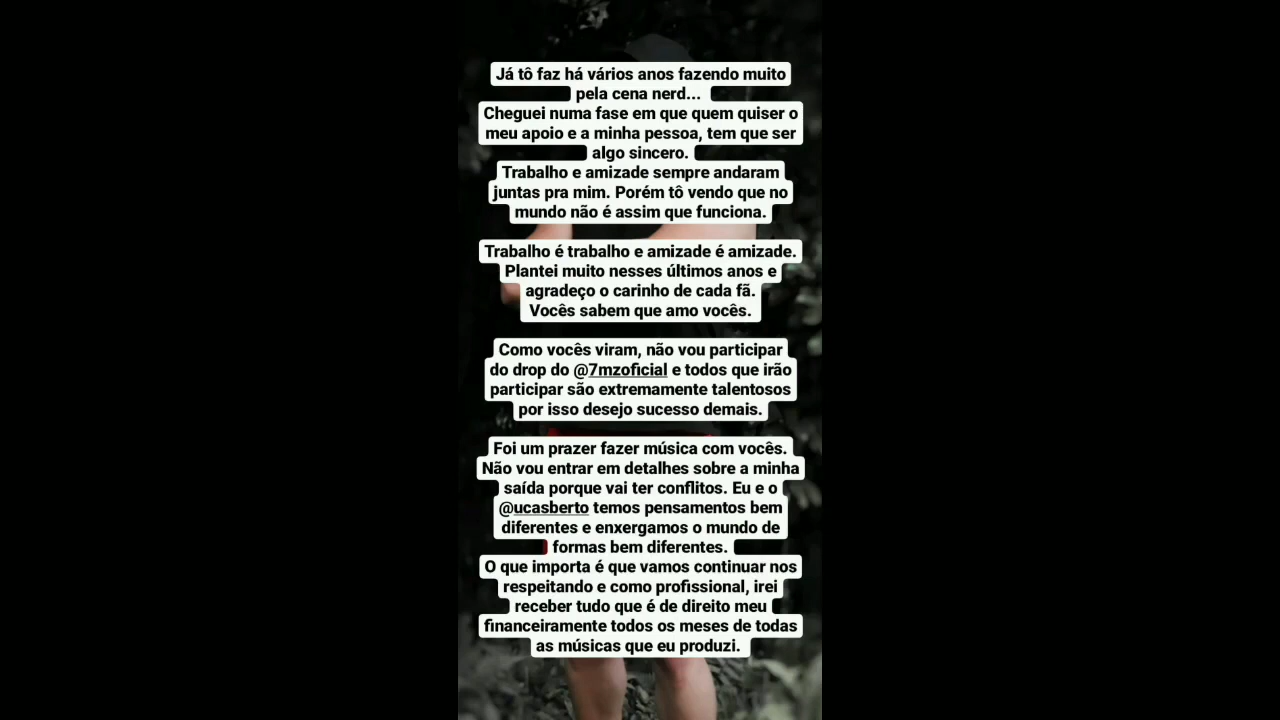 Já tô faz há vários anos fazendo muito
pela cena nerd...
Cheguei numa fase em que quem quiser o
meu apoio e a minha pessoa, tem que ser
algo sincero.
Trabalho e amizade sempre andaram
juntas pra mim. Porém tô vendo que no
mundo não é assim que funciona.
Trabalho é trabalho e amizade é amizade.
Plantei muito nesses últimos anos e
agradeço o carinho de cada fã.
Vocês sabem que amo vocês.
Como vocês viram, não vou participar
do drop do @7mzoficial e todos que irão
participar são extremamente talentosos
por isso desejo sucesso demais.
Foi um prazer fazer música com vocês.
Não vou entrar em detalhes sobre a minha
saída porque vai ter conflitos. Eu e o
@ucasberto temos pensamentos bem
diferentes e enxergamos o mundo de
formas bem diferentes.
O que importa é que vamos continuar nos
respeitando e como profissional, irei
receber tudo que é de direito meu
financeiramente todos os meses de todas
as músicas que eu produzi.